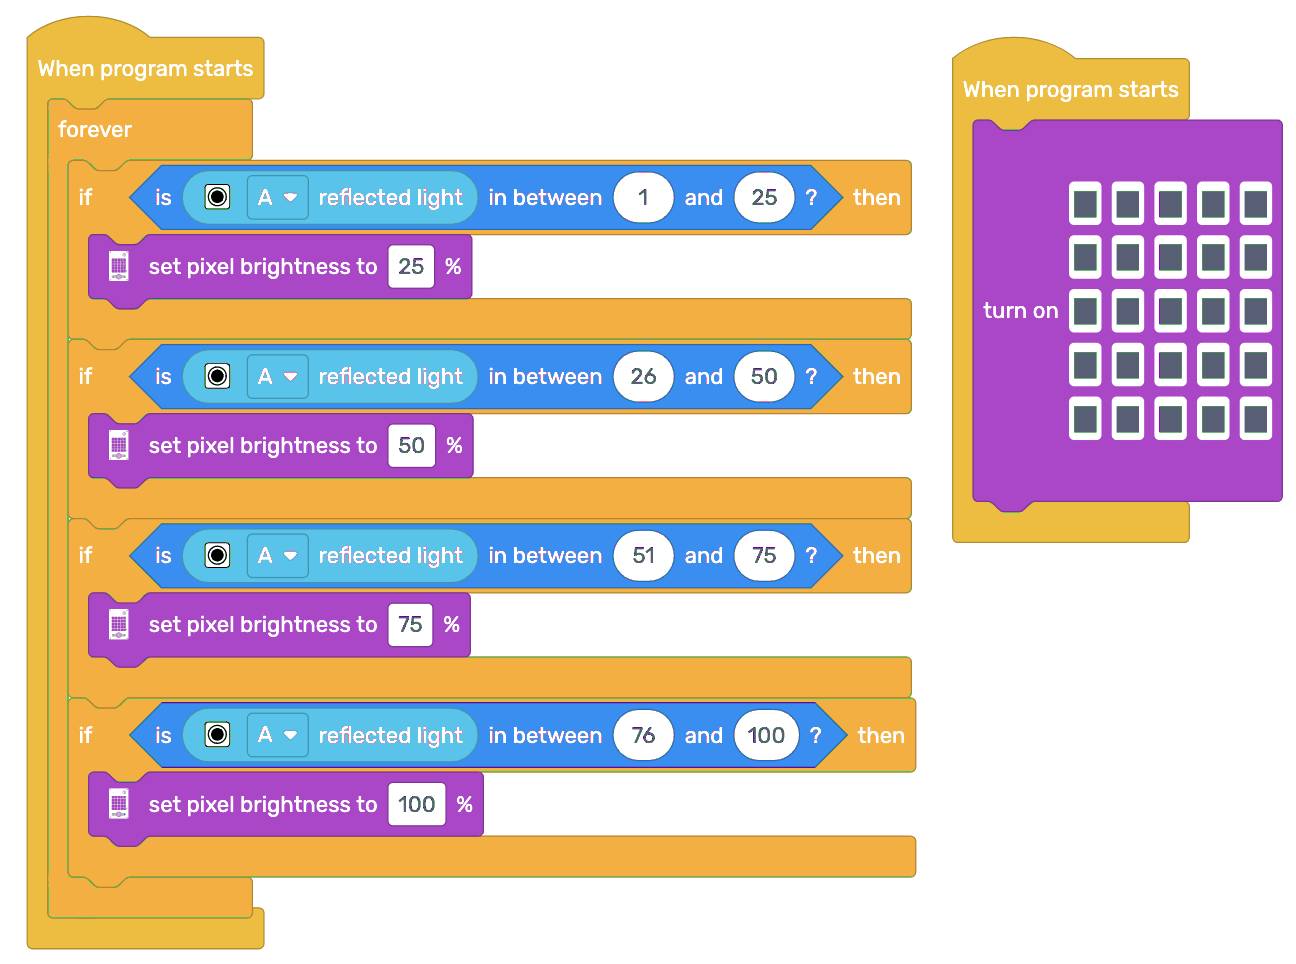 When program starts
forever
if is A reflected light in between 1 and 25 ? then
set pixel brightness to 25 %
if is A reflected light in between 26 and 50 ? then
set pixel brightness to 50 %
if is A reflected light in between 51 and 75 ? then
set pixel brightness to 75 %
if is A reflected light in between 76 and 100 ? then
set pixel brightness to 100 %
When program starts
turn on